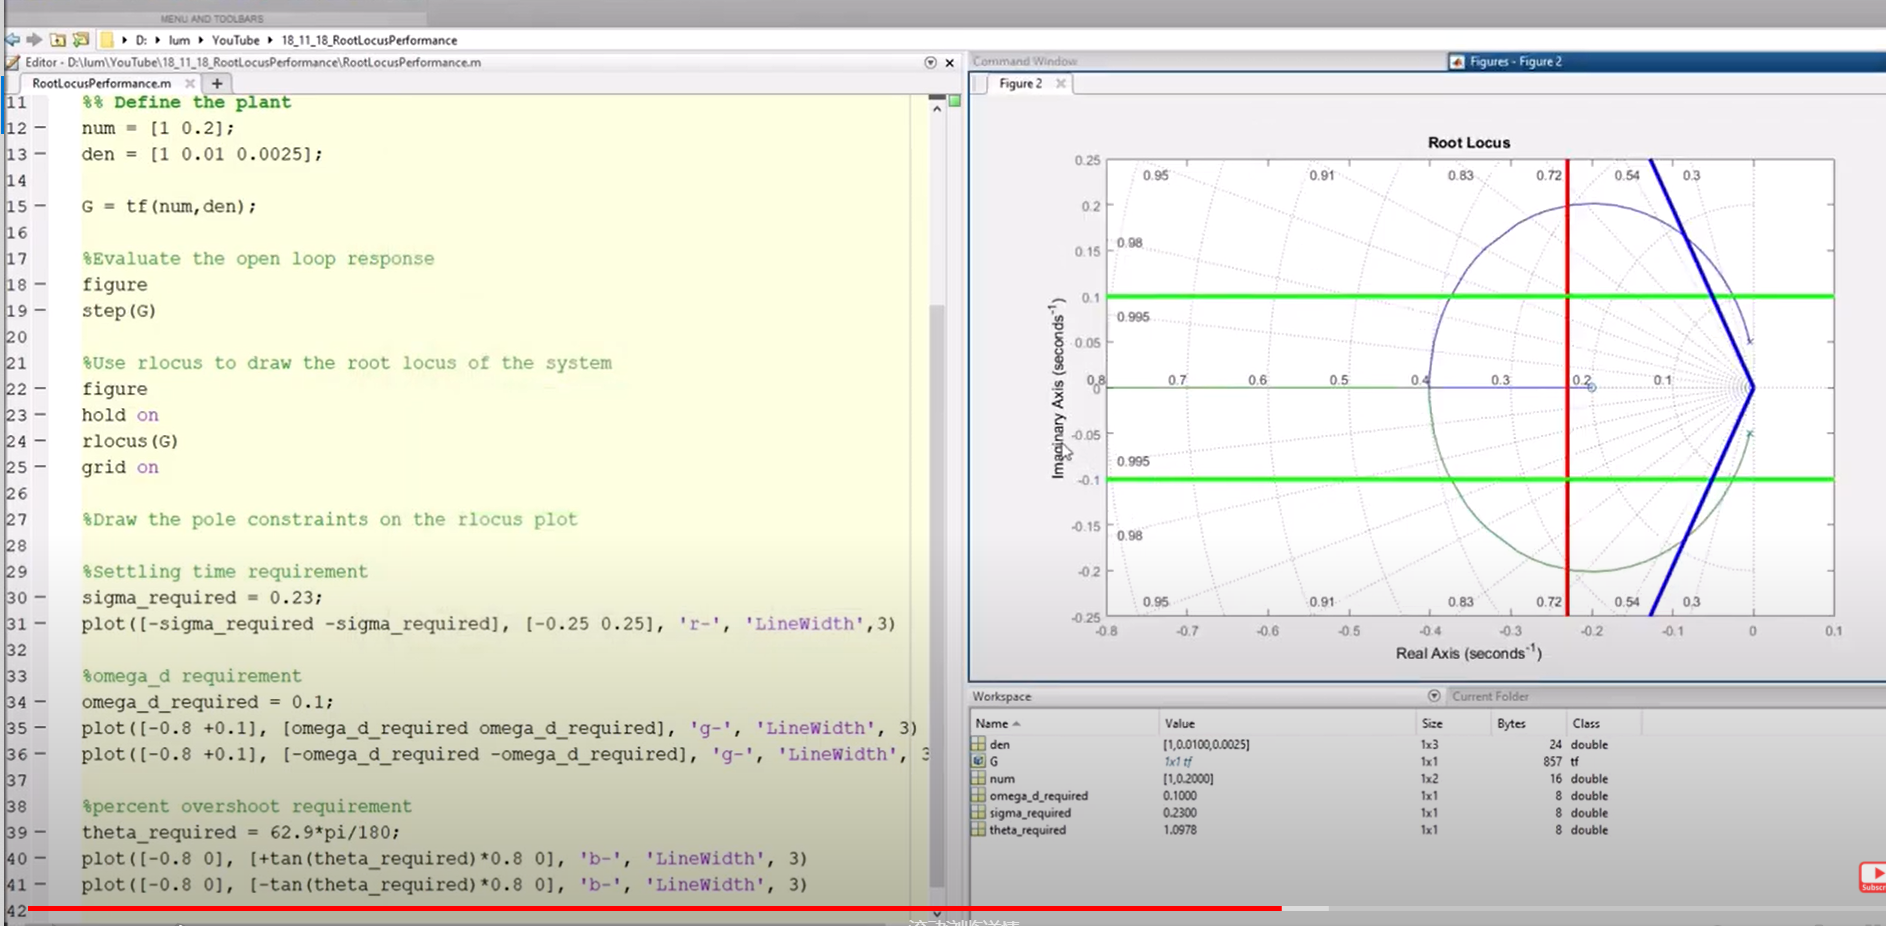 MENU AND TOOLBARS
D: ▸ lum ▸ YouTube ▸ 18_11_18_RootLocusPerformance
Editor - D:\lum\YouTube\18_11_18_RootLocusPerformance\RootLocusPerformance.m
RootLocusPerformance.m
11 %% Define the plant
12 — num = [1 0.2];
13 — den = [1 0.01 0.0025];
14
15 — G = tf(num,den);
16
17 %Evaluate the open loop response
18 — figure
19 — step(G)
20
21 %Use rlocus to draw the root locus of the system
22 — figure
23 — hold on
24 — rlocus(G)
25 — grid on
26
27 %Draw the pole constraints on the rlocus plot
28
29 %Settling time requirement
30 — sigma_required = 0.23;
31 — plot([-sigma_required -sigma_required], [-0.25 0.25], 'r-', 'LineWidth',3)
32
33 %omega_d requirement
34 — omega_d_required = 0.1;
35 — plot([-0.8 +0.1], [omega_d_required omega_d_required], 'g-', 'LineWidth', 3)
36 — plot([-0.8 +0.1], [-omega_d_required -omega_d_required], 'g-', 'LineWidth', 3
37
38 %percent overshoot requirement
39 — theta_required = 62.9*pi/180;
40 — plot([-0.8 0], [+tan(theta_required)*0.8 0], 'b-', 'LineWidth', 3)
41 — plot([-0.8 0], [-tan(theta_required)*0.8 0], 'b-', 'LineWidth', 3)
42
Command Window
Figures - Figure 2
Figure 2
Root Locus
0.25
0.95 0.91 0.83 0.72 0.54 0.3
0.2
0.98
0.15
0.1
0.995
0.05
0.8 0.7 0.6 0.5 0.4 0.3 0.2 0.1
0
-0.05
0.995
-0.1
-0.15
0.98
-0.2
0.95 0.91 0.83 0.72 0.54 0.3
-0.25
-0.8 -0.7 -0.6 -0.5 -0.4 -0.3 -0.2 -0.1 0 0.1
Imaginary Axis (seconds-1)
Real Axis (seconds-1)
Workspace
Current Folder
Name Value Size Bytes Class
den [1,0.0100,0.0025] 1x3 24 double
G 1x1 tf 1x1 857 tf
num [1,0.2000] 1x2 16 double
omega_d_required 0.1000 1x1 8 double
sigma_required 0.2300 1x1 8 double
theta_required 1.0978 1x1 8 double